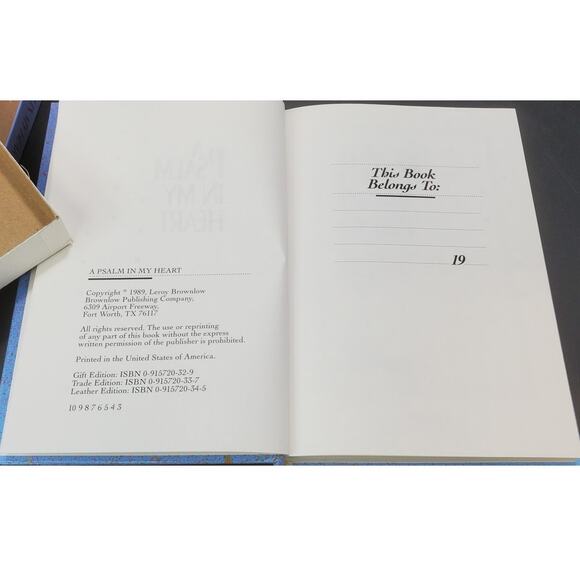 A PSALM IN MY HEART
Copyright © 1989, Leroy Brownlow
Brownlow Publishing Company,
6309 Airport Freeway,
Fort Worth, TX 76117
All rights reserved. The use or reprinting
of any part of this book without the express
written permission of the publisher is prohibited.
Printed in the United States of America.
Gift Edition: ISBN 0-915720-32-9
Trade Edition: ISBN 0-915720-33-7
Leather Edition: ISBN 0-915720-34-5
10 9 8 7 6 5 4 3
A
PSALM
IN MY
HEART
This Book
Belongs To:
19